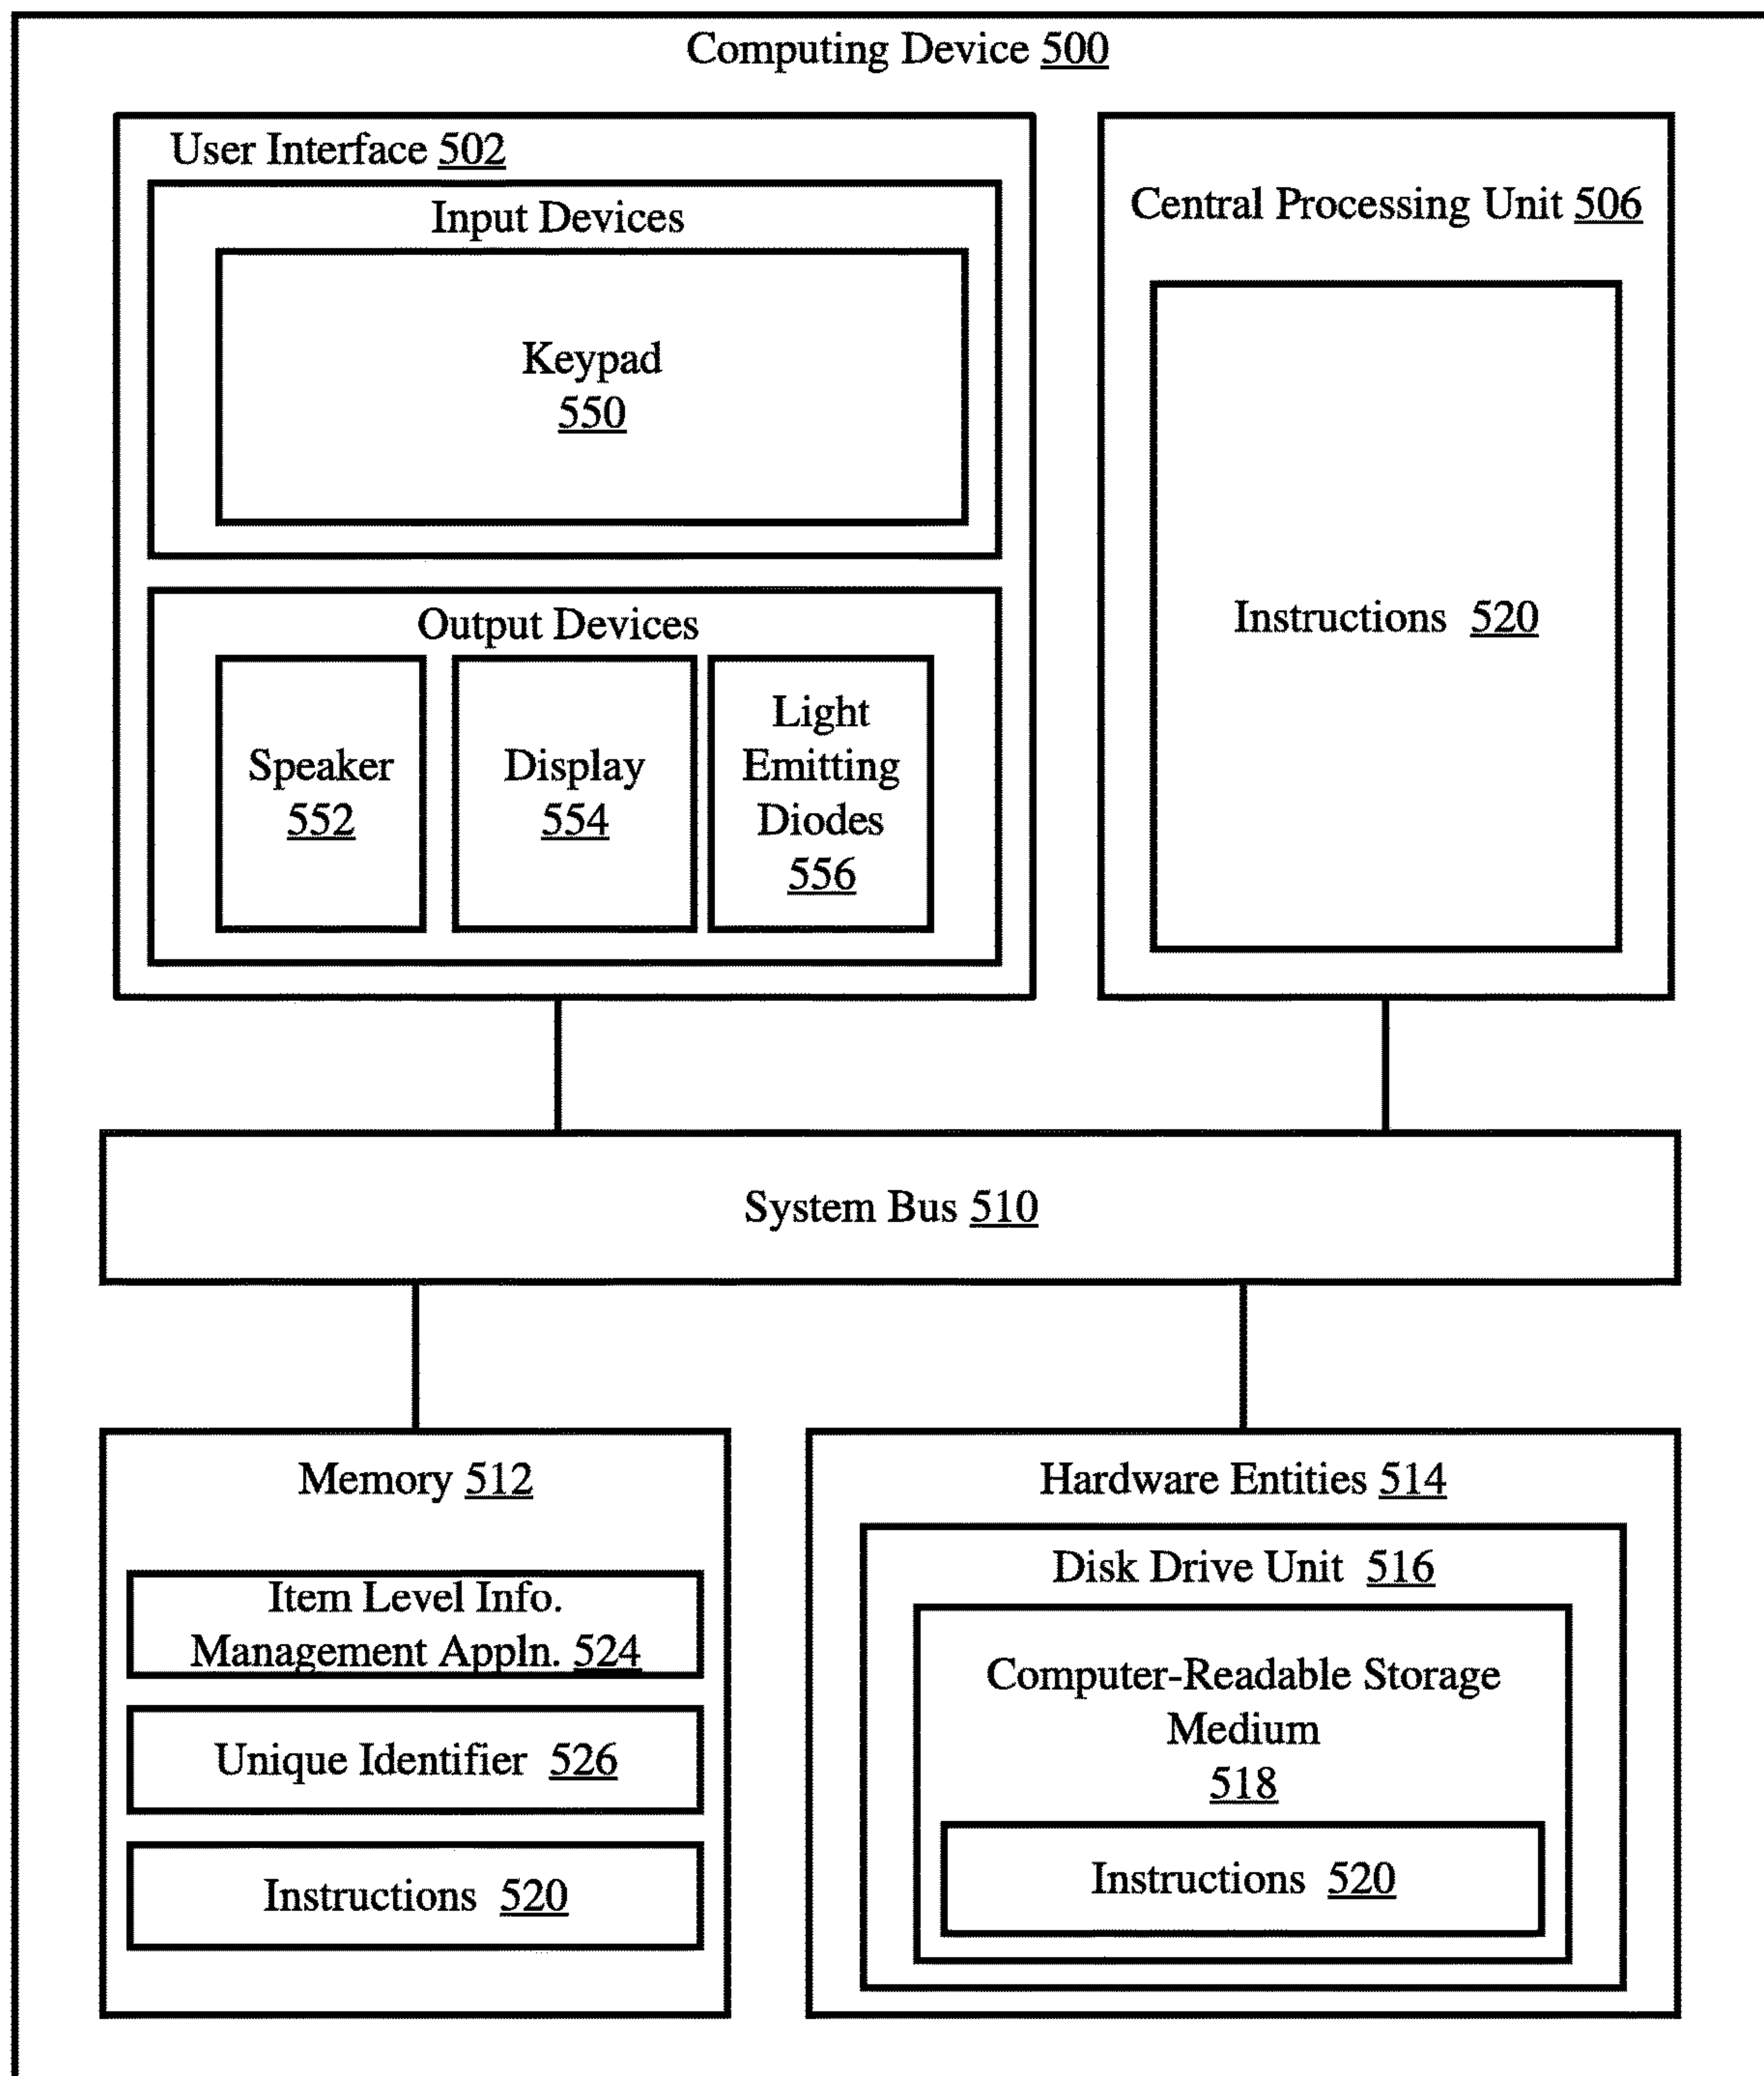 Computing Device 500
User Interface 502
Input Devices
Keypad
550
Output Devices
Speaker
552
Display
554
Light
Emitting
Diodes
556
Central Processing Unit 506
Instructions 520
System Bus 510
Memory 512
Item Level Info.
Management Appln. 524
Unique Identifier 526
Instructions 520
Hardware Entities 514
Disk Drive Unit 516
Computer-Readable Storage
Medium
518
Instructions 520